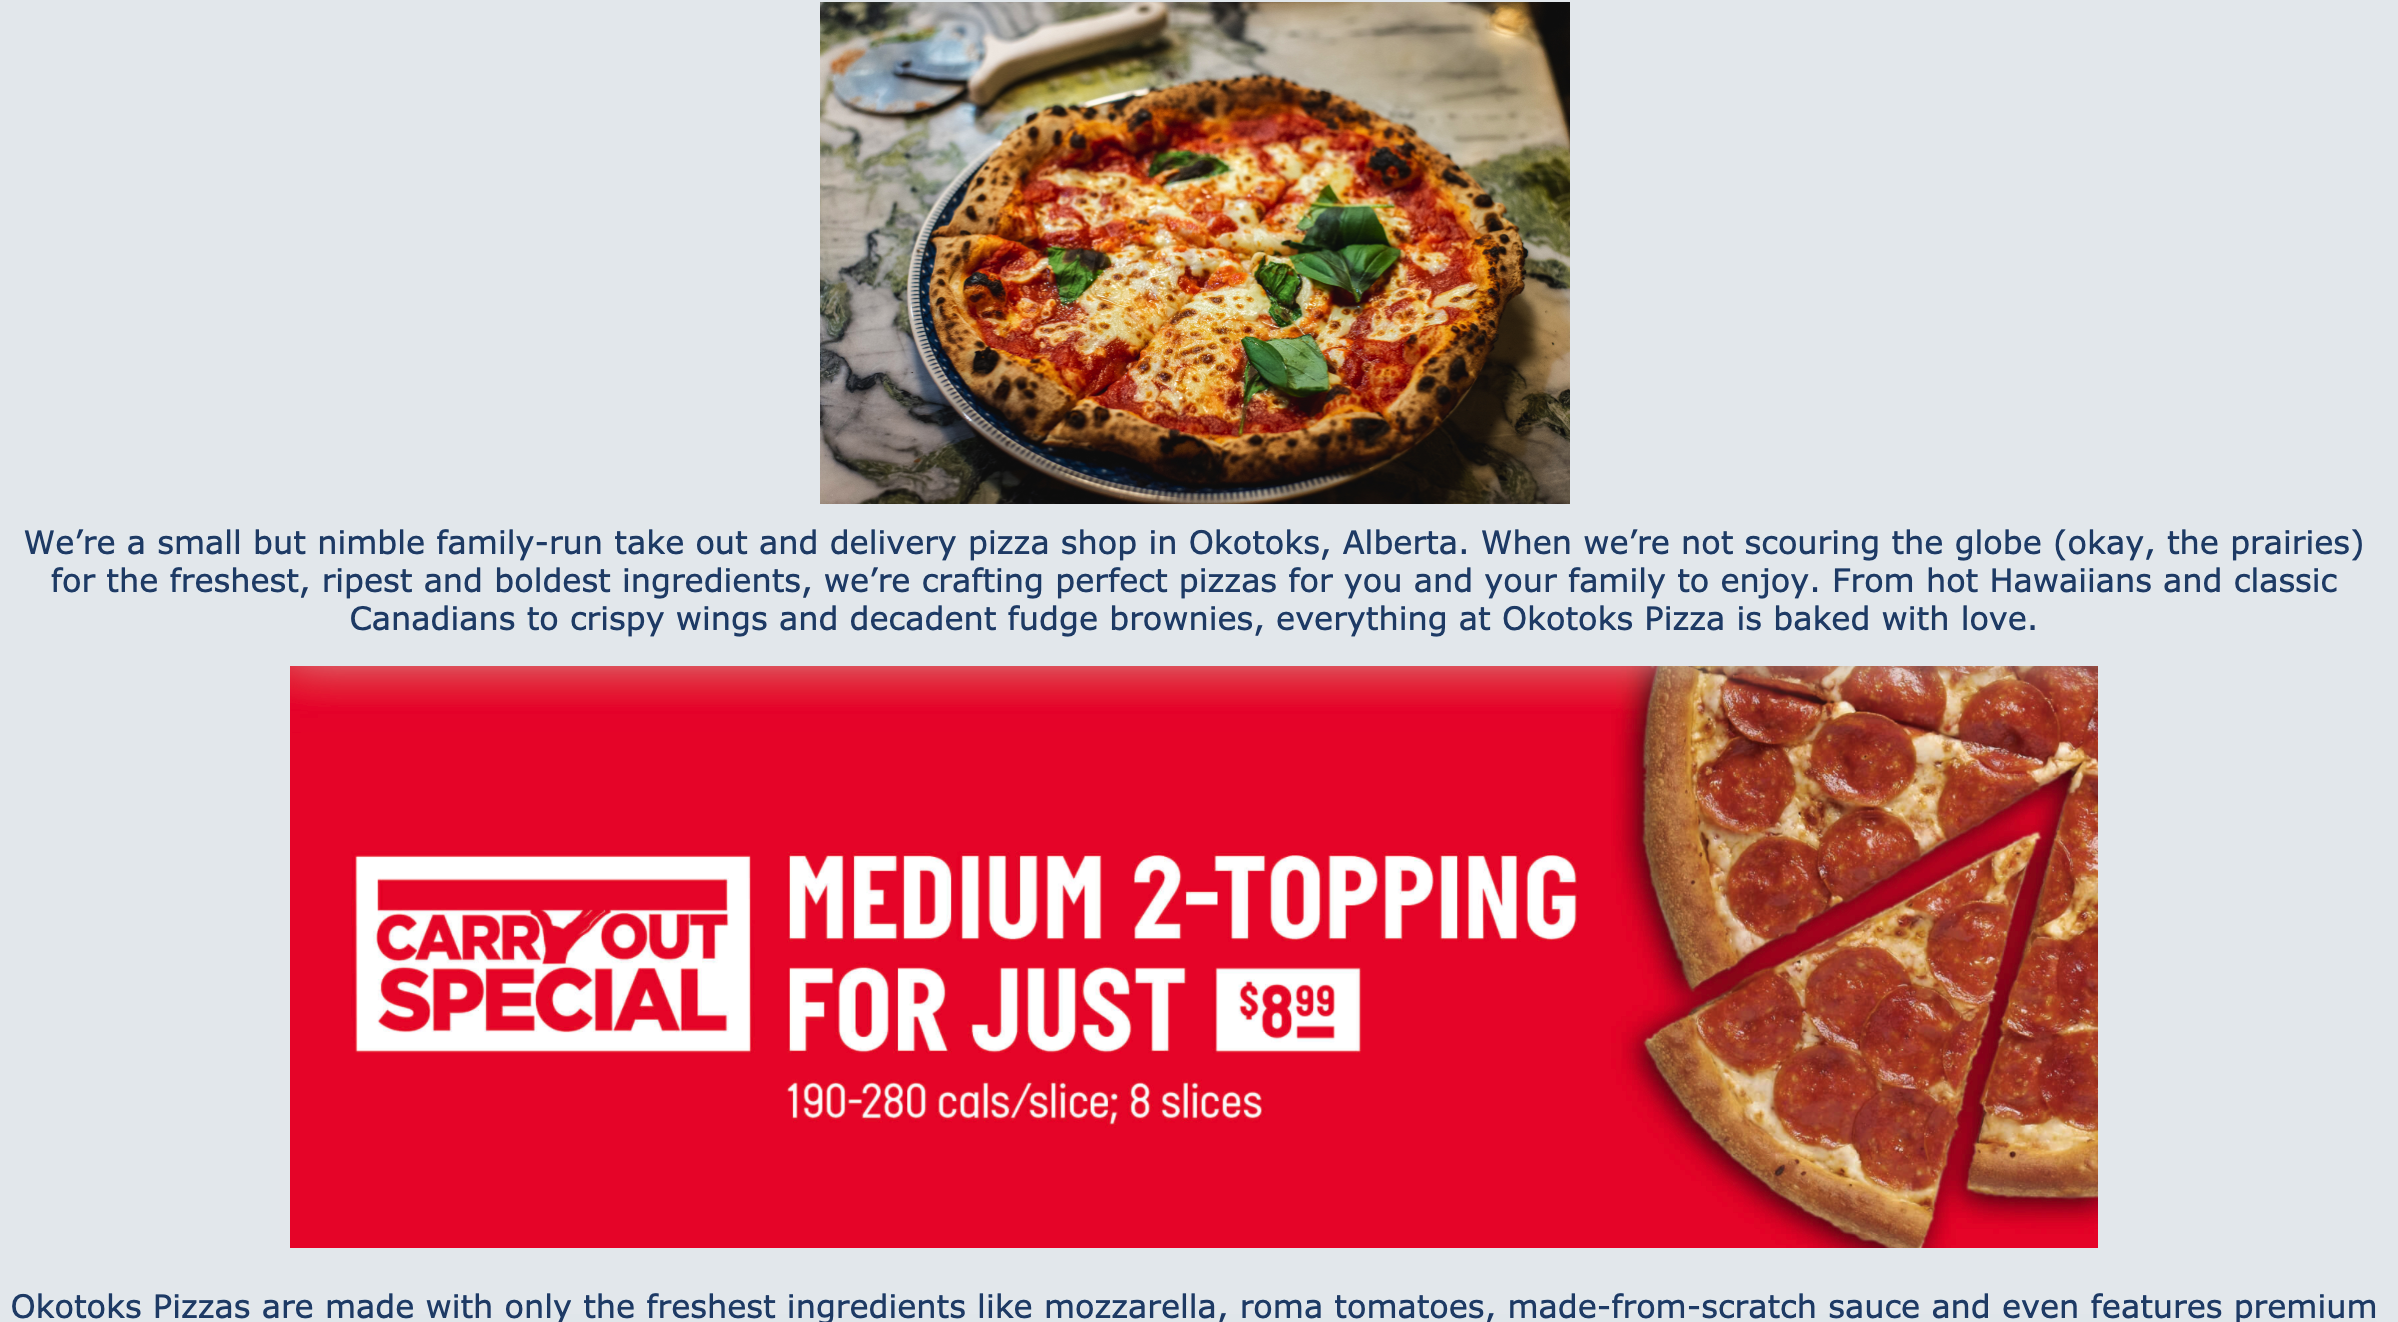 We’re a small but nimble family-run take out and delivery pizza shop in Okotoks, Alberta. When we’re not scouring the globe (okay, the prairies)
for the freshest, ripest and boldest ingredients, we’re crafting perfect pizzas for you and your family to enjoy. From hot Hawaiians and classic
Canadians to crispy wings and decadent fudge brownies, everything at Okotoks Pizza is baked with love.
CARRYOUT
SPECIAL
MEDIUM 2-TOPPING
FOR JUST $8 99
190-280 cals/slice; 8 slices
Okotoks Pizzas are made with only the freshest ingredients like mozzarella, roma tomatoes, made-from-scratch sauce and even features premium